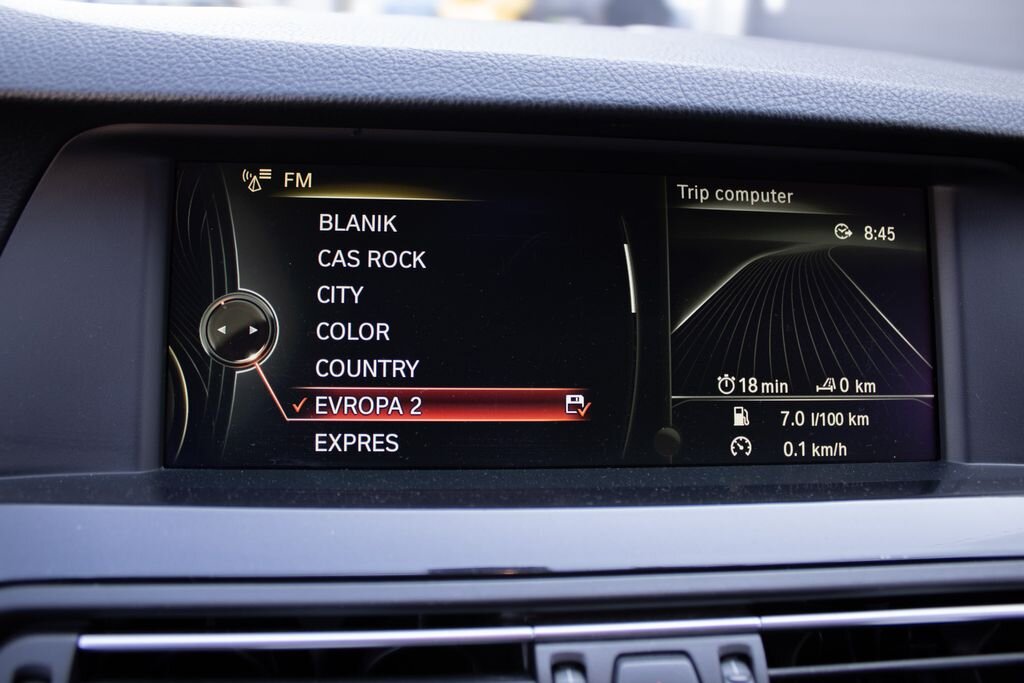 FM
BLANIK
CAS ROCK
CITY
COLOR
COUNTRY
EVROPA 2
EXPRES
Trip computer
8:45
18 min 0 km
7.0 l/100 km
0.1 km/h